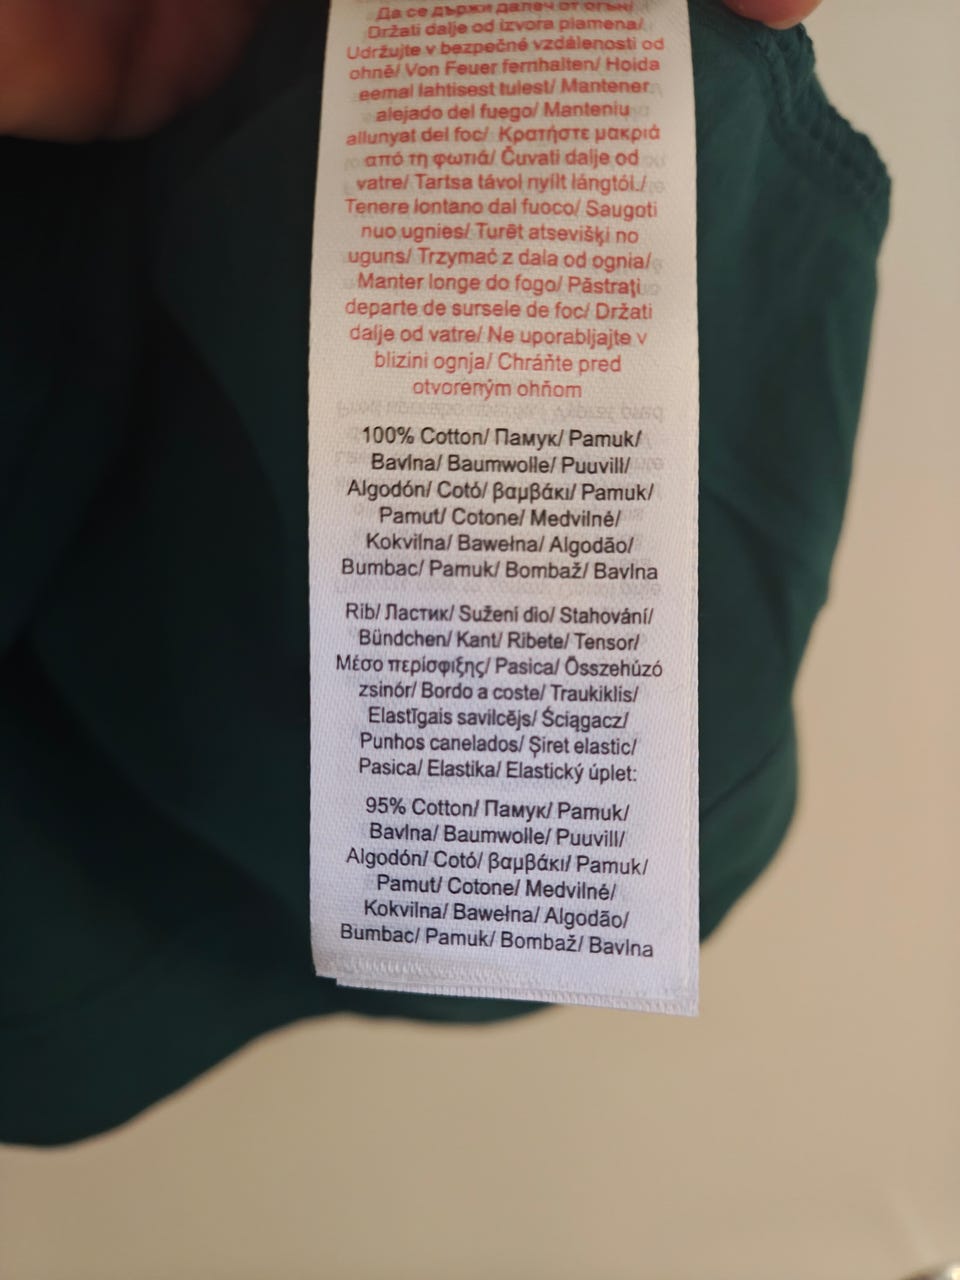 Да се държи далеч от огън/
Držati dalje od izvora plamena/
Udržujte v bezpečné vzdálenosti od
ohně/ Von Feuer fernhalten/ Hoida
eemal lahtisest tulest/ Mantener
alejado del fuego/ Manteniu
allunyat del foc/ Κρατήστε μακριά
από τη φωτιά/ Čuvati dalje od
vatre/ Tartsa távol nyílt lángtól./
Tenere lontano dal fuoco/ Saugoti
nuo ugnies/ Turēt atsevišķi no
uguns/ Trzymać z dala od ognia/
Manter longe do fogo/ Păstrați
departe de sursele de foc/ Držati
dalje od vatre/ Ne uporabljajte v
blizini ognja/ Chráňte pred
otvoreným ohňom
100% Cotton/ Памук/ Pamuk/
Bavlna/ Baumwolle/ Puuvill/
Algodón/ Cotó/ βαμβάκι/ Pamuk/
Pamut/ Cotone/ Medvilnė/
Kokvilna/ Bawełna/ Algodão/
Bumbac/ Pamuk/ Bombaž/ Bavlna
Rib/ Ластик/ Suženi dio/ Stahování/
Bündchen/ Kant/ Ribete/ Tensor/
Μέσο περίσφιξης/ Pasica/ Összehúzó
zsinór/ Bordo a coste/ Traukiklis/
Elastīgais savilcējs/ Ściągacz/
Punhos canelados/ Șiret elastic/
Pasica/ Elastika/ Elastický úplet:
95% Cotton/ Памук/ Pamuk/
Bavlna/ Baumwolle/ Puuvill/
Algodón/ Cotó/ βαμβάκι/ Pamuk/
Pamut/ Cotone/ Medvilnė/
Kokvilna/ Bawełna/ Algodão/
Bumbac/ Pamuk/ Bombaž/ Bavlna